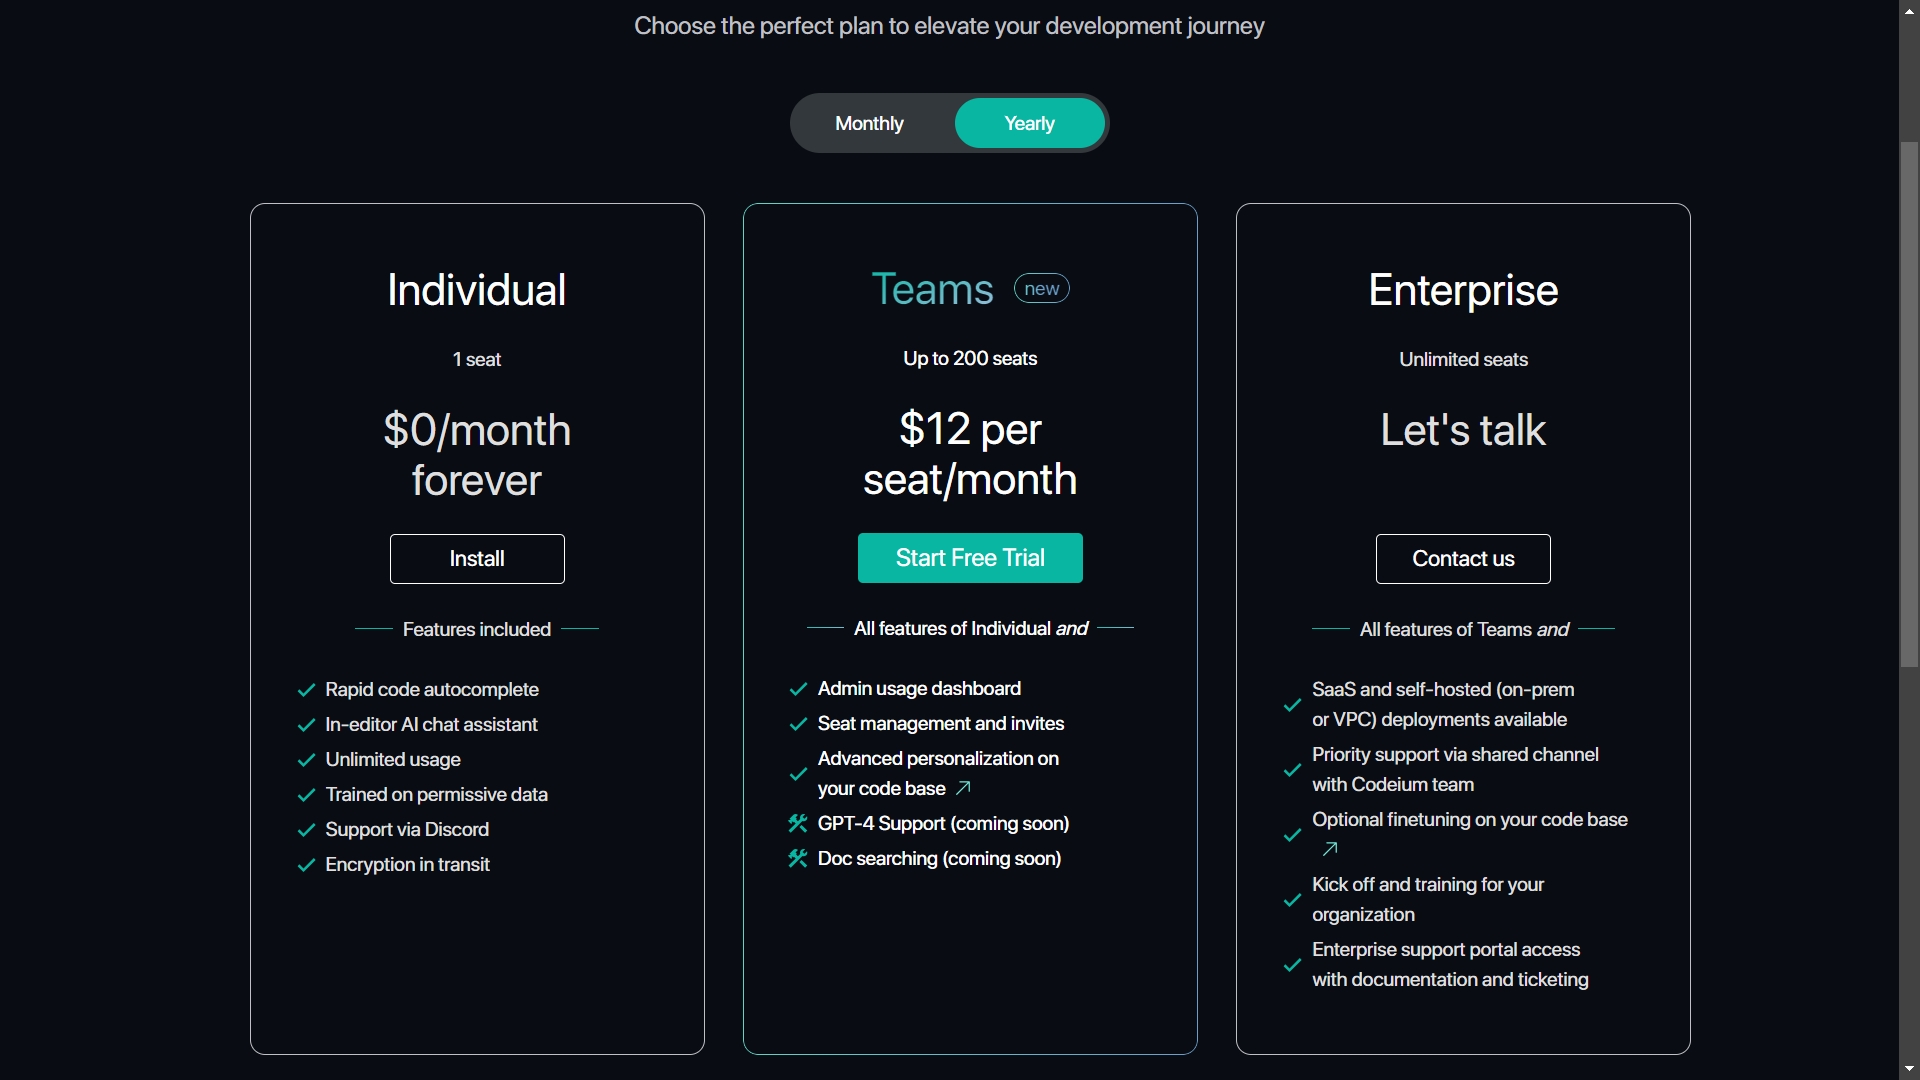 Choose the perfect plan to elevate your development journey
Monthly
Yearly
Individual
1 seat
$0/month
forever
Install
Features included
Rapid code autocomplete
In-editor AI chat assistant
Unlimited usage
Trained on permissive data
Support via Discord
Encryption in transit
Teams new
Up to 200 seats
$12 per
seat/month
Start Free Trial
All features of Individual and
Admin usage dashboard
Seat management and invites
Advanced personalization on
your code base
GPT-4 Support (coming soon)
Doc searching (coming soon)
Enterprise
Unlimited seats
Let's talk
Contact us
All features of Teams and
SaaS and self-hosted (on-prem
or VPC) deployments available
Priority support via shared channel
with Codeium team
Optional finetuning on your code base
Kick off and training for your
organization
Enterprise support portal access
with documentation and ticketing